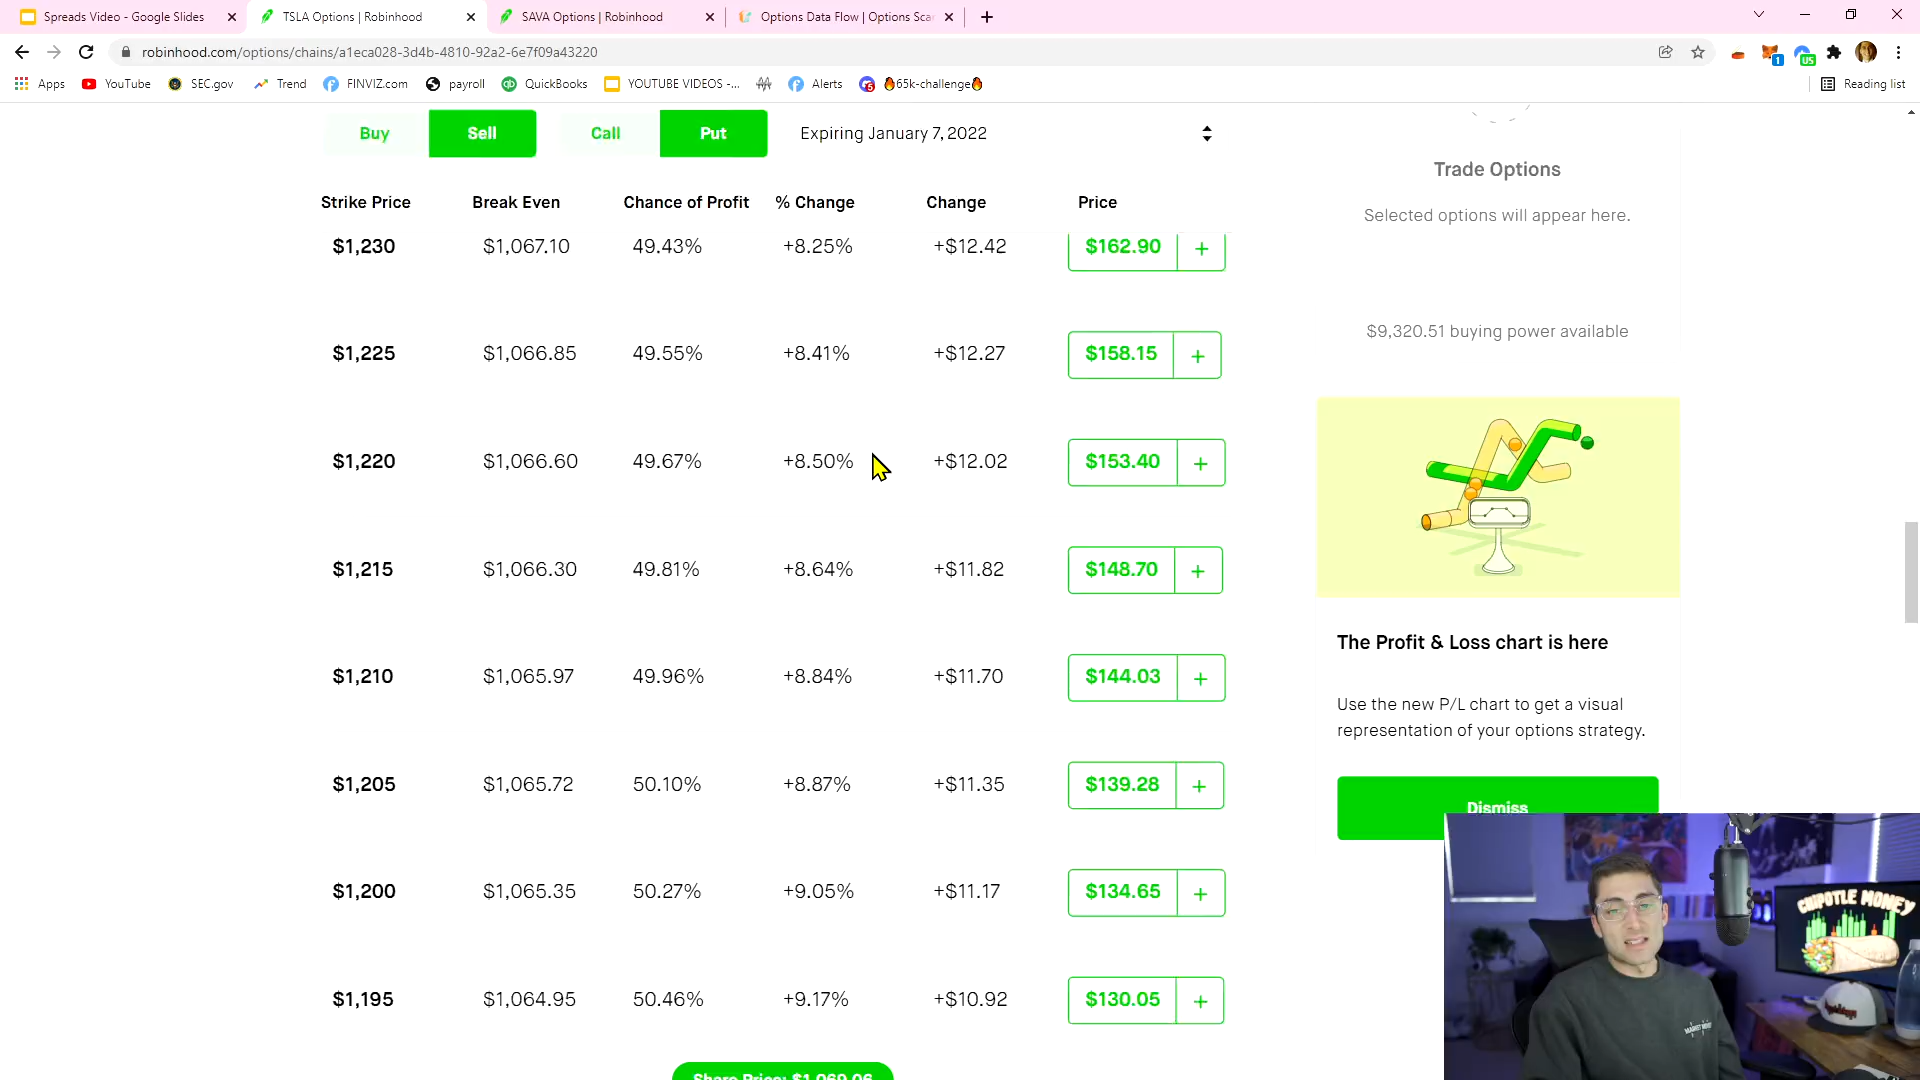 Spreads Video - Google Slides
TSLA Options | Robinhood
SAVA Options | Robinhood
Options Data Flow | Options Scar
robinhood.com/options/chains/a1eca028-3d4b-4810-92a2-6e7f09a43220
Apps
YouTube
SEC.gov
Trend
FINVIZ.com
payroll
QuickBooks
YOUTUBE VIDEOS -...
Alerts
🔥65k-challenge🔥
Reading list
Buy
Sell
Call
Put
Expiring January 7, 2022
Strike Price Break Even Chance of Profit % Change Change Price
$1,230 $1,067.10 49.43% +8.25% +$12.42 $162.90 +
$1,225 $1,066.85 49.55% +8.41% +$12.27 $158.15 +
$1,220 $1,066.60 49.67% +8.50% +$12.02 $153.40 +
$1,215 $1,066.30 49.81% +8.64% +$11.82 $148.70 +
$1,210 $1,065.97 49.96% +8.84% +$11.70 $144.03 +
$1,205 $1,065.72 50.10% +8.87% +$11.35 $139.28 +
$1,200 $1,065.35 50.27% +9.05% +$11.17 $134.65 +
$1,195 $1,064.95 50.46% +9.17% +$10.92 $130.05 +
Share Price: $1,069.06
Trade Options
Selected options will appear here.
$9,320.51 buying power available
The Profit & Loss chart is here
Use the new P/L chart to get a visual
representation of your options strategy.
Dismiss
CHIPOTLE MONEY